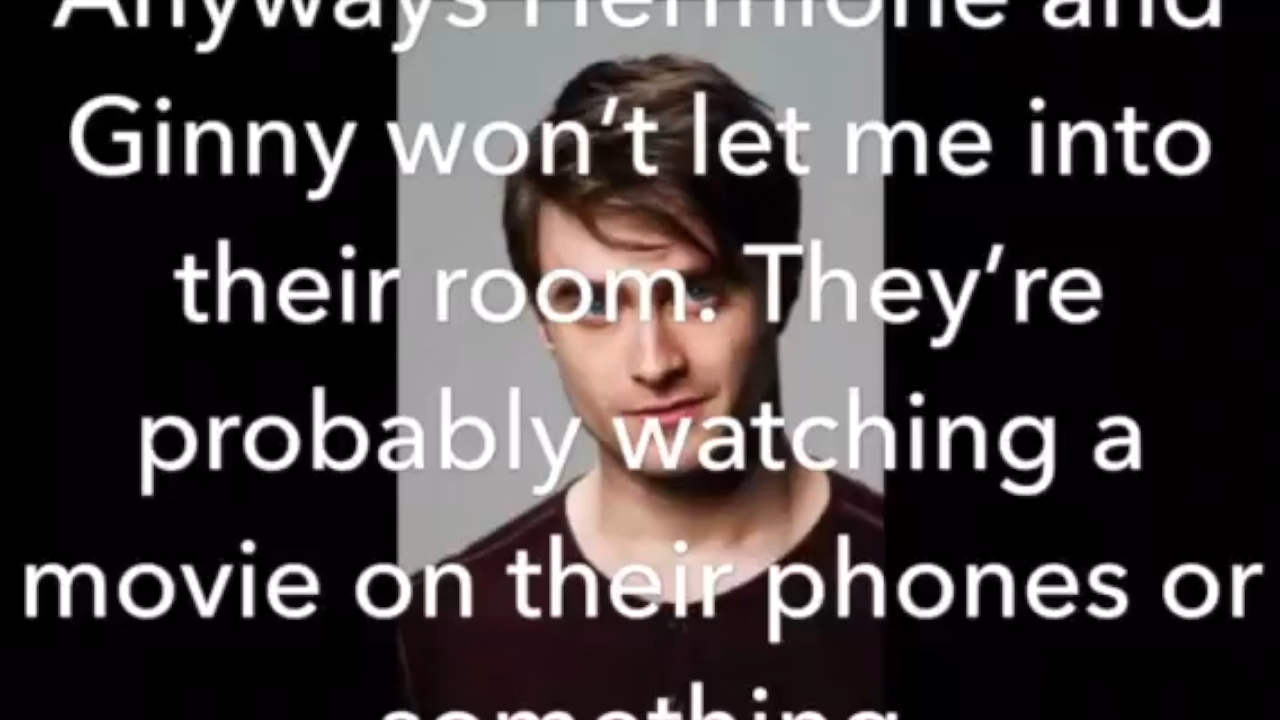 Anyways Hermione and
Ginny won't let me into
their room. They're
probably watching a
movie on their phones or
something